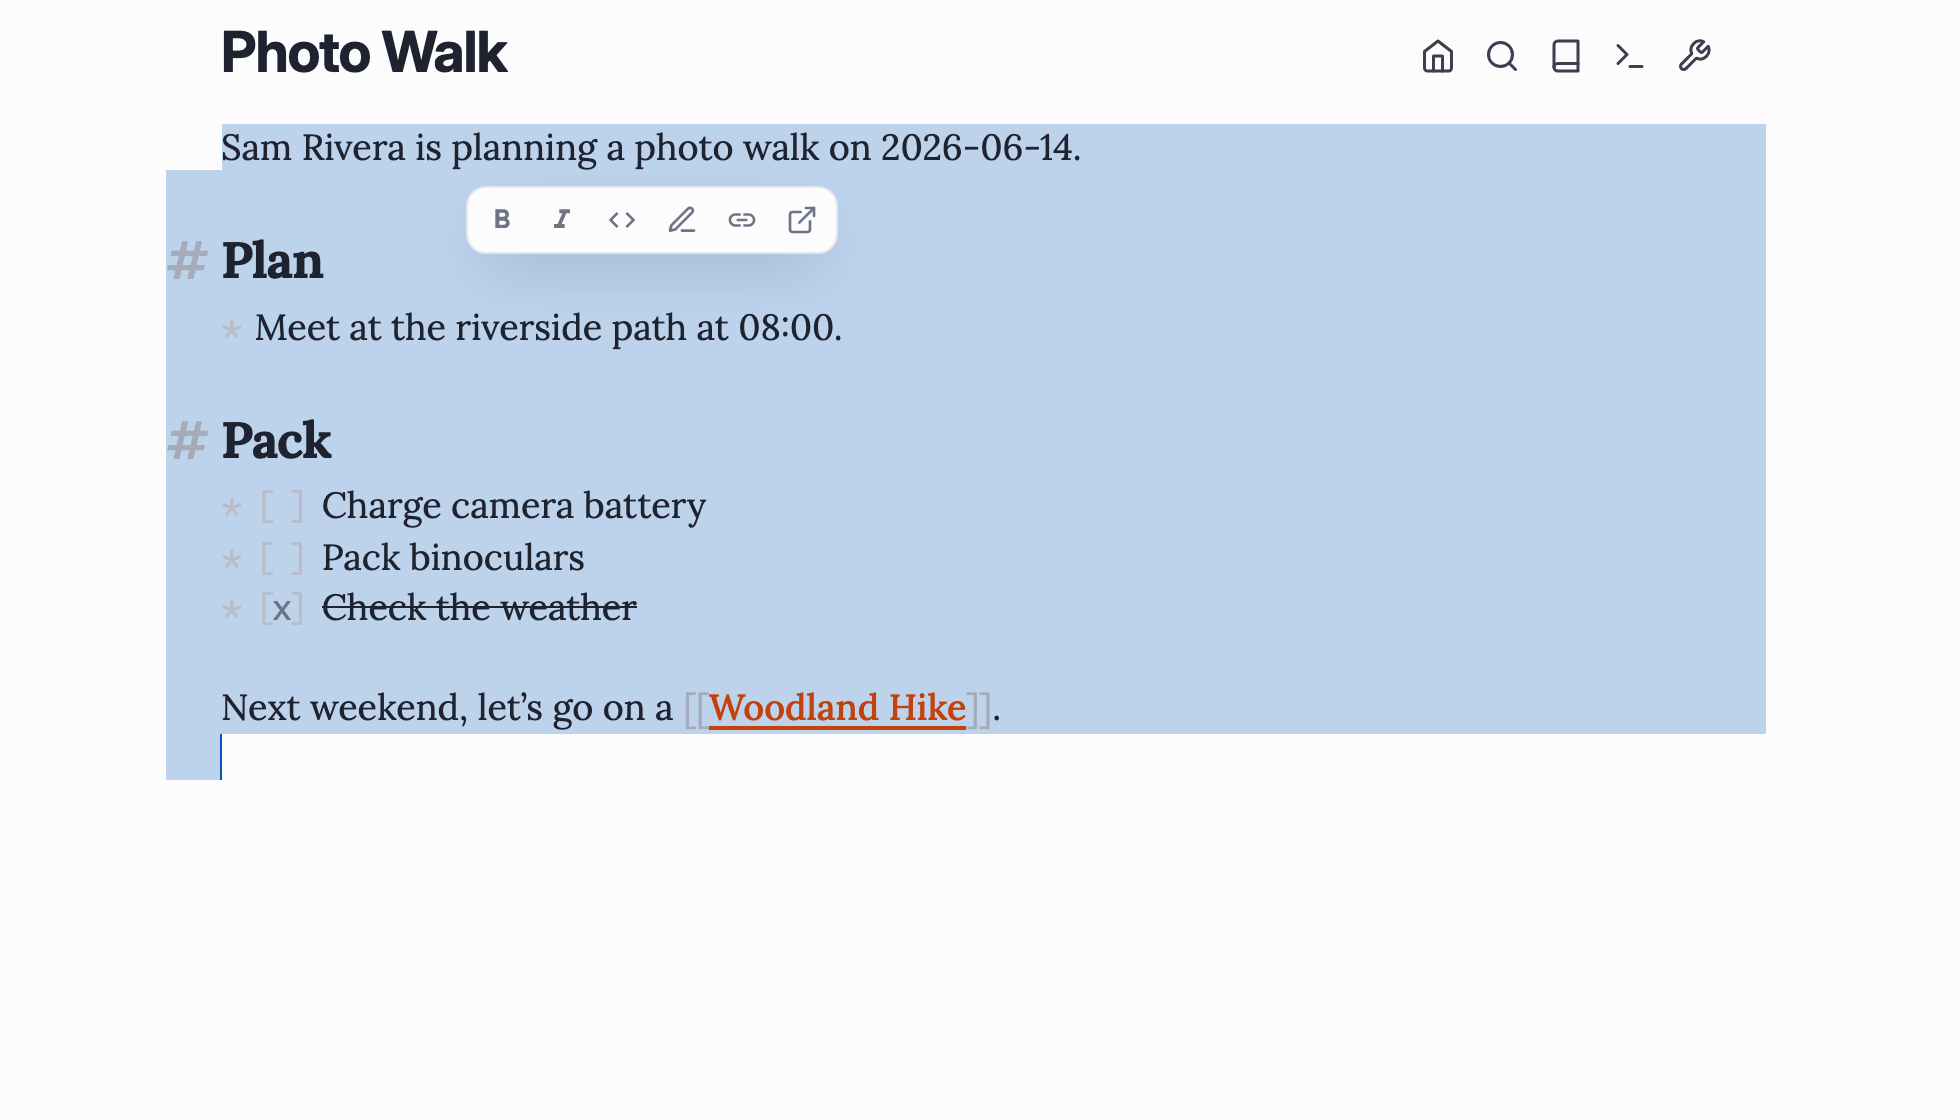 Photo Walk
Sam Rivera is planning a photo walk on 2026-06-14.
B I
# Plan
* Meet at the riverside path at 08:00.
# Pack
* [ ] Charge camera battery
* [ ] Pack binoculars
* [x] Check the weather
Next weekend, let’s go on a [[Woodland Hike]].